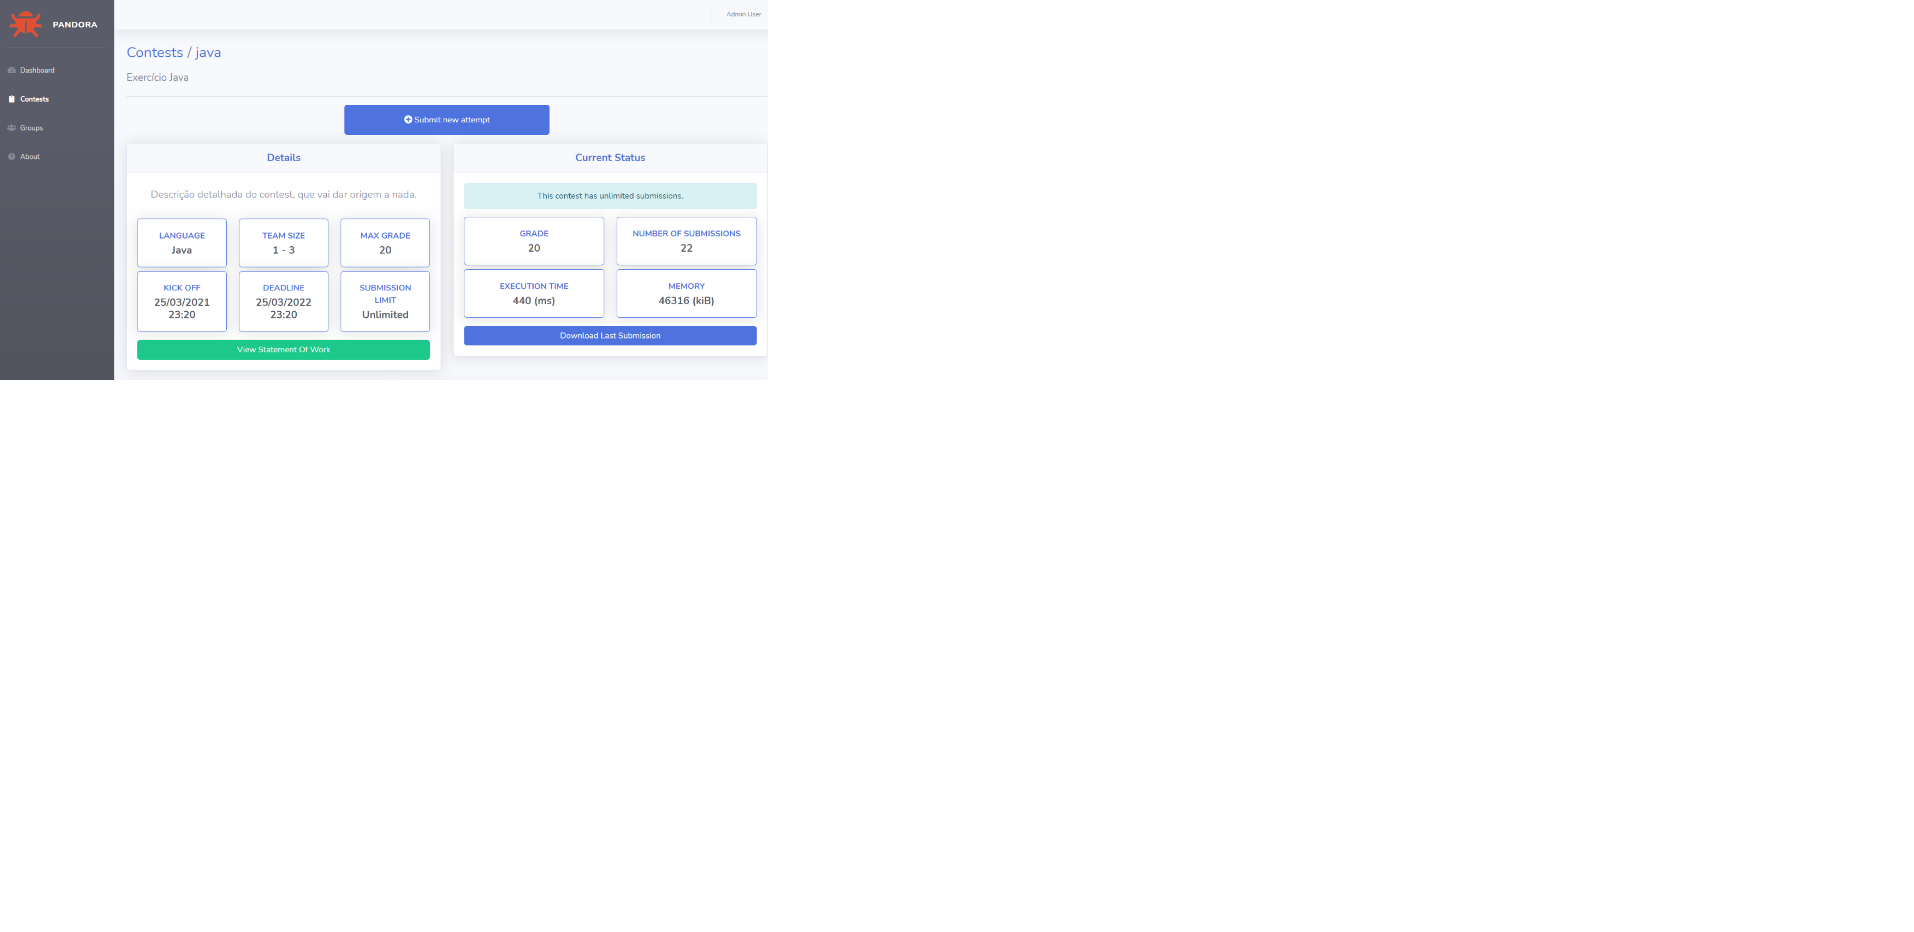 PANDORA
Dashboard
Contests
Groups
About
Admin User
Contests / java
Exercício Java
Submit new attempt
Details
Descrição detalhada do contest, que vai dar origem a nada.
LANGUAGE
Java
TEAM SIZE
1 - 3
MAX GRADE
20
KICK OFF
25/03/2021
23:20
DEADLINE
25/03/2022
23:20
SUBMISSION
LIMIT
Unlimited
View Statement Of Work
Current Status
This contest has unlimited submissions.
GRADE
20
NUMBER OF SUBMISSIONS
22
EXECUTION TIME
440 (ms)
MEMORY
46316 (kiB)
Download Last Submission